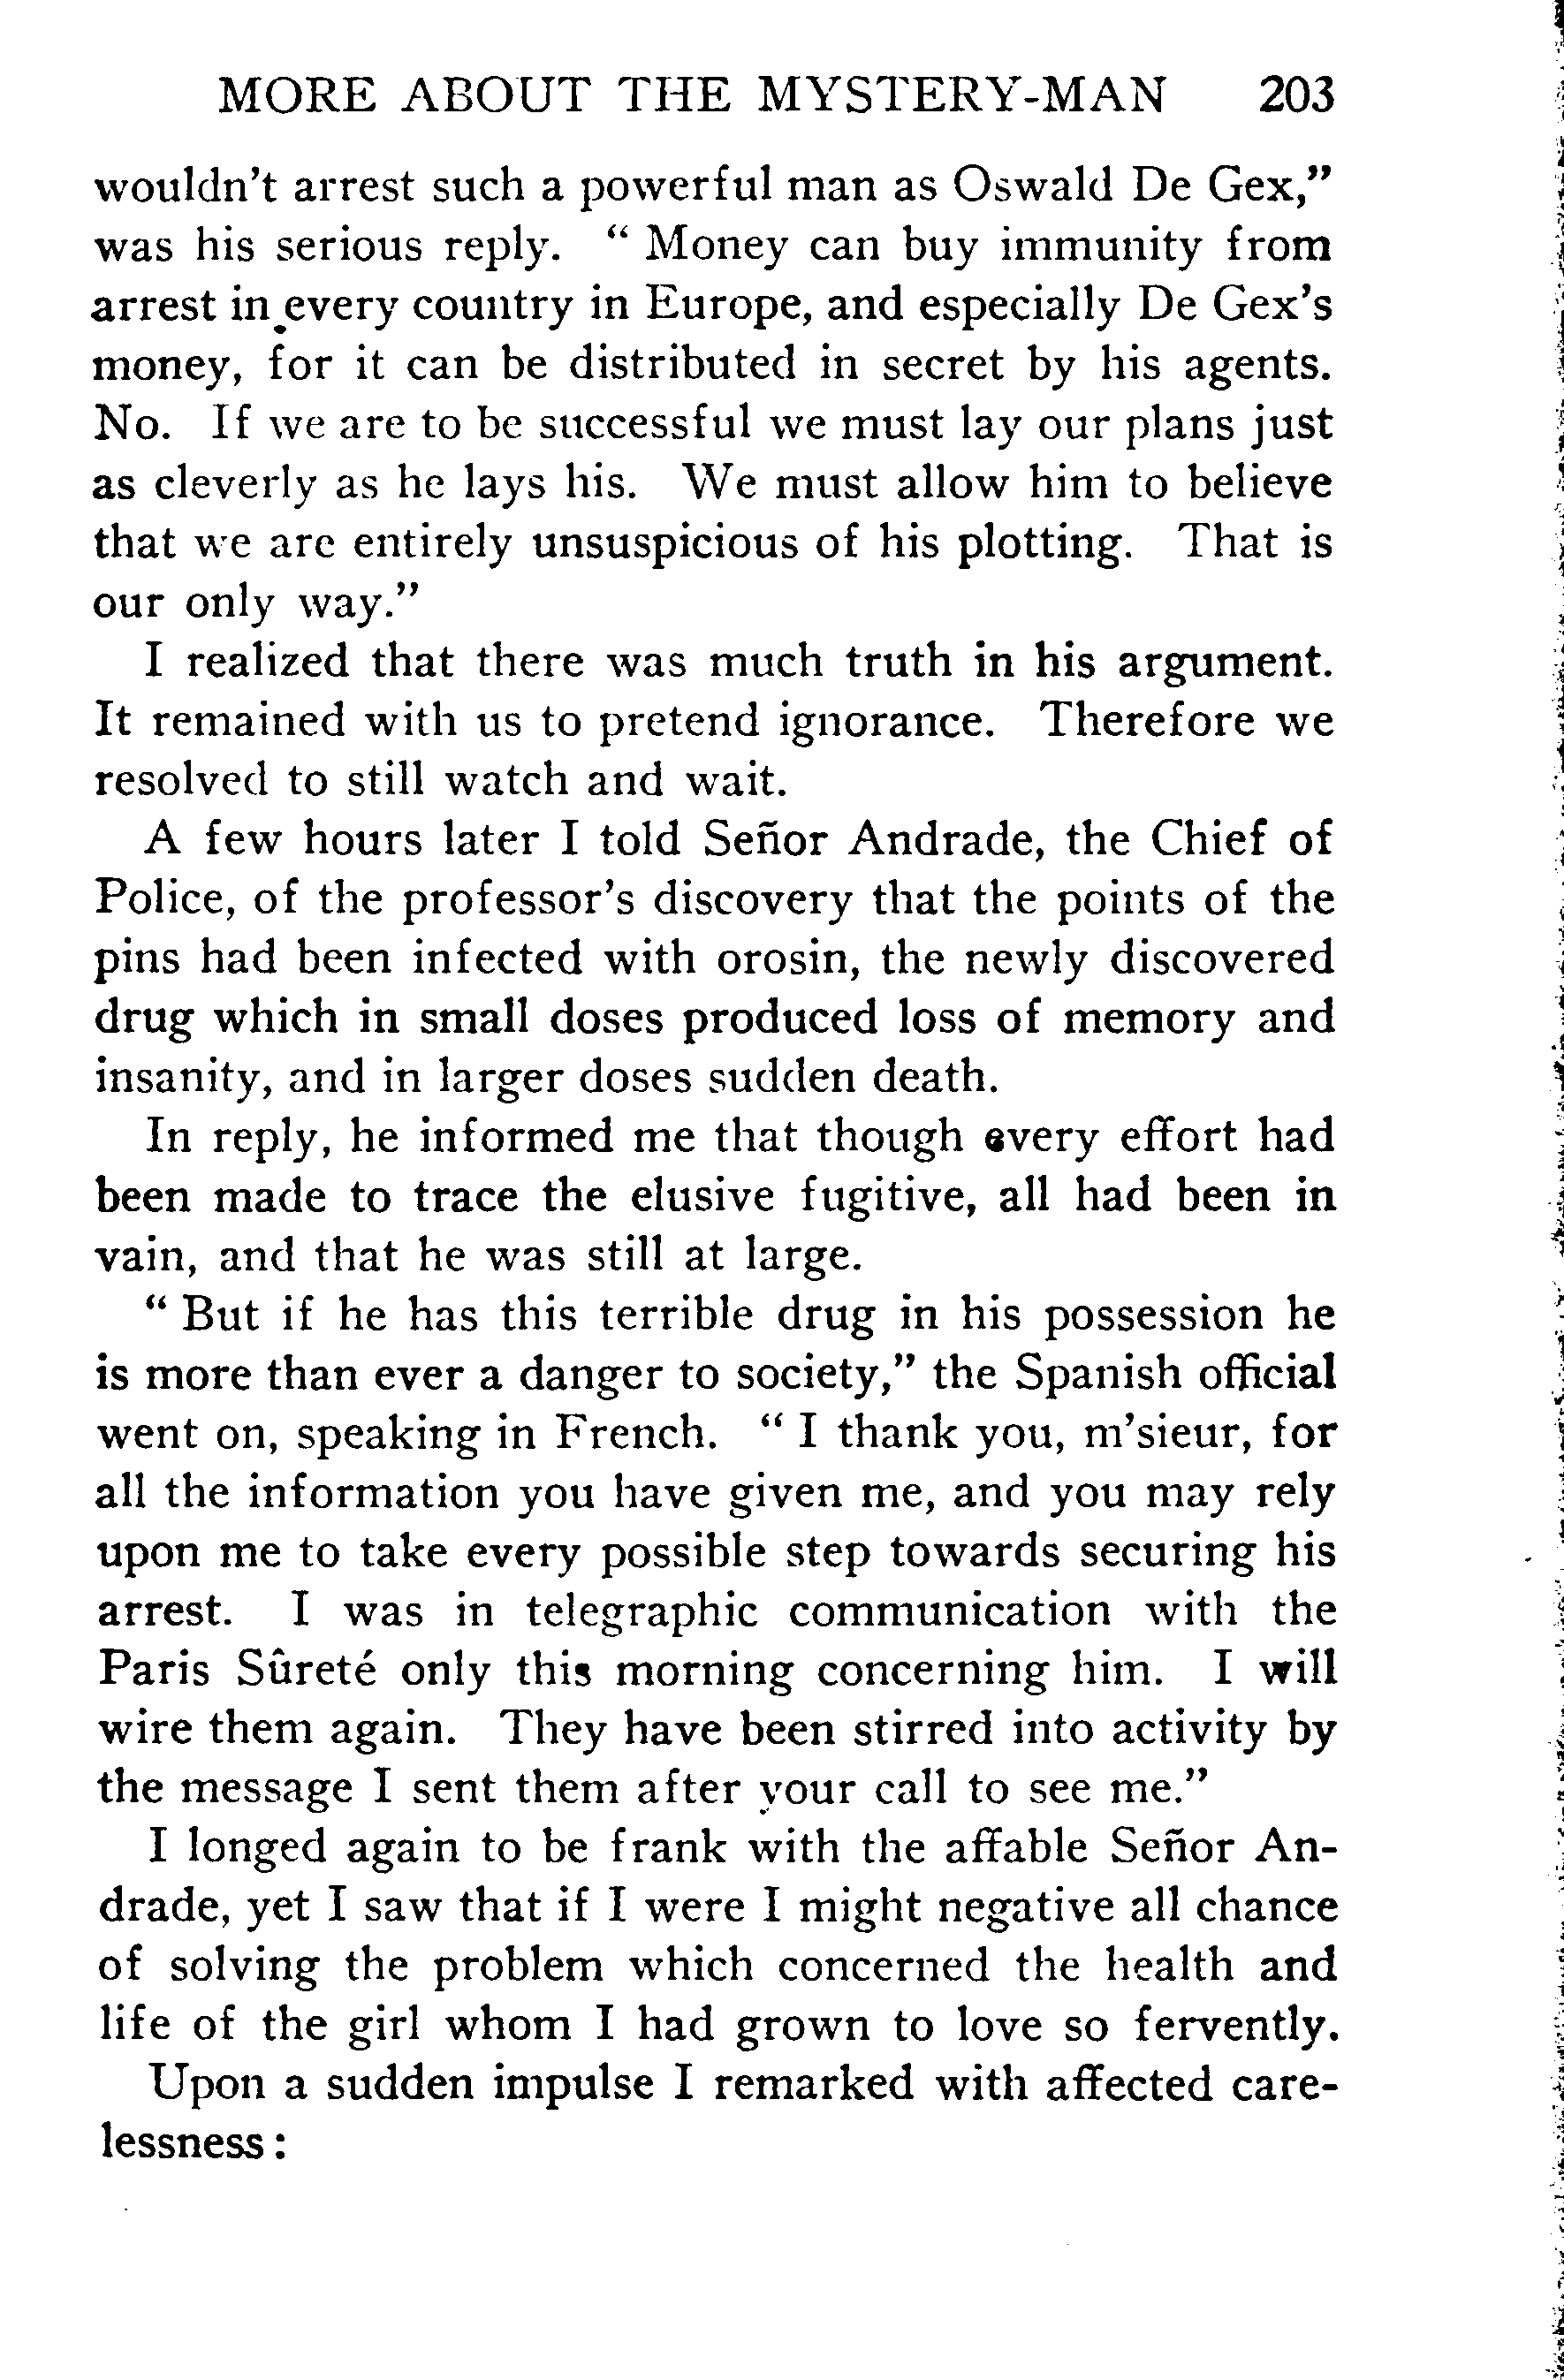 MORE ABOUT THE MYSTERY-MAN 203
wouldn't arrest such a powerful man as Oswald De Gex,"
was his serious reply. " Money can buy immunity from
arrest in every country in Europe, and especially De Gex's
money, for it can be distributed in secret by his agents.
No. If we are to be successful we must lay our plans just
as cleverly as he lays his. We must allow him to believe
that we are entirely unsuspicious of his plotting. That is
our only way."
I realized that there was much truth in his argument.
It remained with us to pretend ignorance. Therefore we
resolved to still watch and wait.
A few hours later I told Señor Andrade, the Chief of
Police, of the professor's discovery that the points of the
pins had been infected with orosin, the newly discovered
drug which in small doses produced loss of memory and
insanity, and in larger doses sudden death.
In reply, he informed me that though every effort had
been made to trace the elusive fugitive, all had been in
vain, and that he was still at large.
" But if he has this terrible drug in his possession he
is more than ever a danger to society," the Spanish official
went on, speaking in French. " I thank you, m'sieur, for
all the information you have given me, and you may rely
upon me to take every possible step towards securing his
arrest. I was in telegraphic communication with the
Paris Sûreté only this morning concerning him. I will
wire them again. They have been stirred into activity by
the message I sent them after your call to see me."
I longed again to be frank with the affable Señor An-
drade, yet I saw that if I were I might negative all chance
of solving the problem which concerned the health and
life of the girl whom I had grown to love so fervently.
Upon a sudden impulse I remarked with affected care-
lessness: